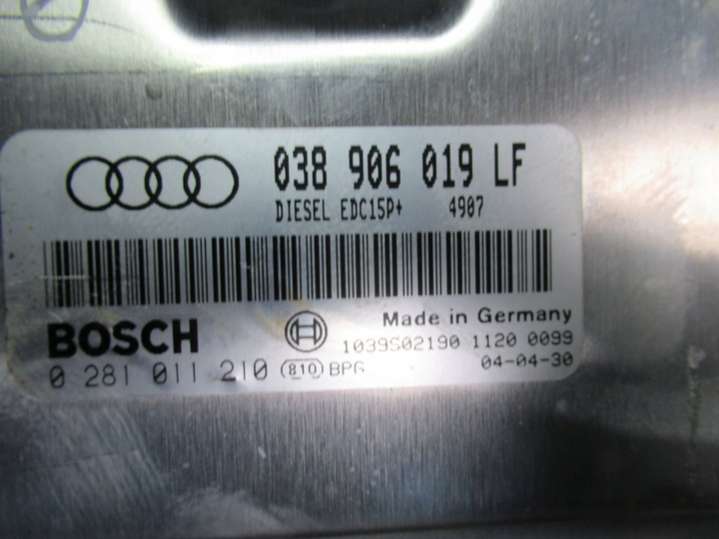 038 906 019 LF
DIESEL EDC15P+ 4907
BOSCH
Made in Germany
1039S02190 1120 0099
0 281 011 210 810 BPG 04-04-30